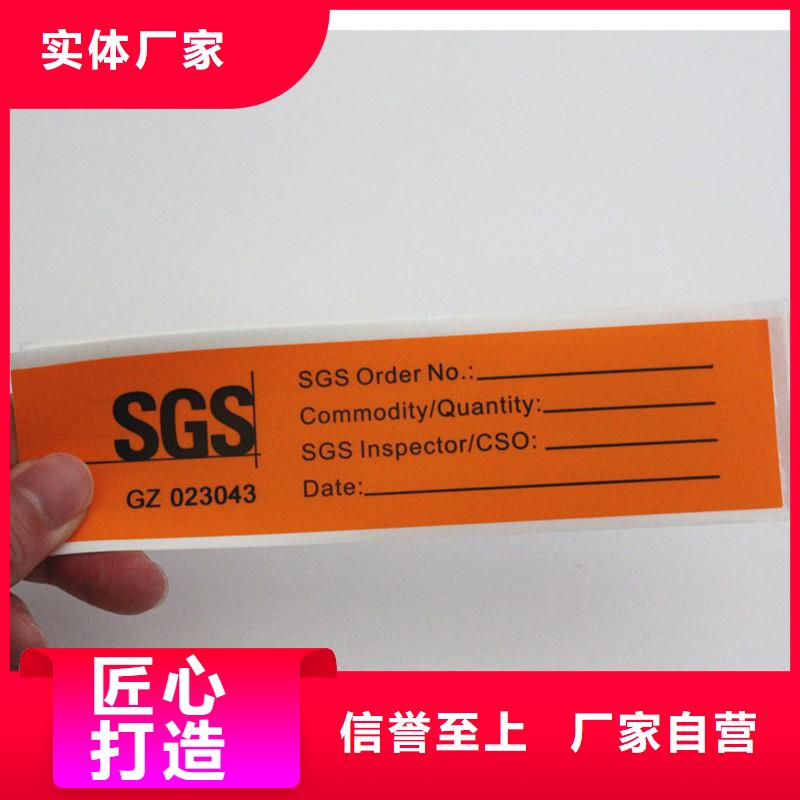 实体厂家
SGS
GZ 023043
SGS Order No.:
Commodity/Quantity:
SGS Inspector/CSO:
Date:
匠心
打造
信誉至上 厂家自营